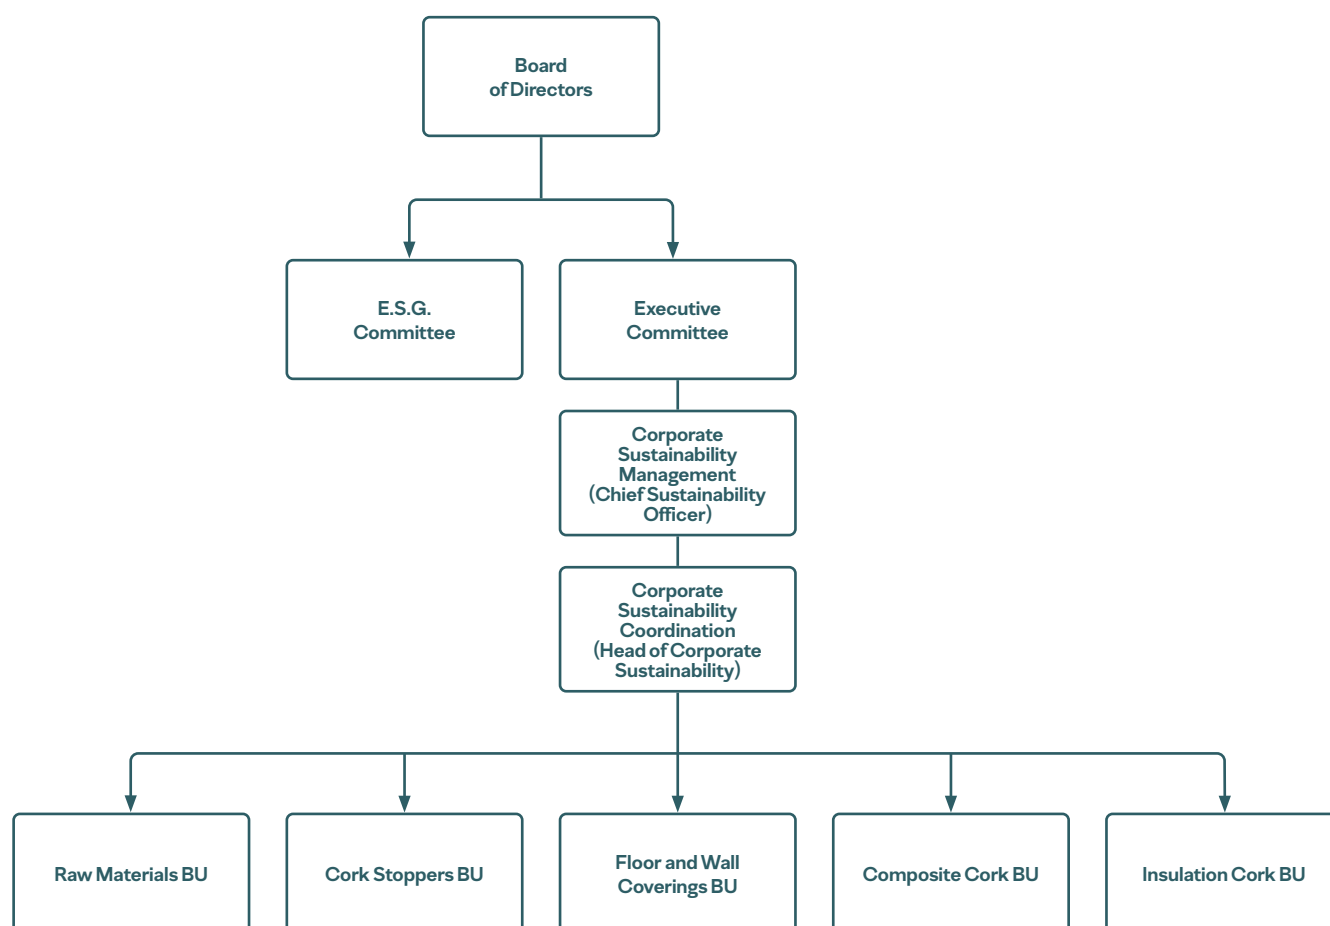 Board
of Directors
E.S.G.
Committee
Executive
Committee
Corporate
Sustainability
Management
(Chief Sustainability
Officer)
Corporate
Sustainability
Coordination
(Head of Corporate
Sustainability)
Raw Materials BU
Cork Stoppers BU
Floor and Wall
Coverings BU
Composite Cork BU
Insulation Cork BU